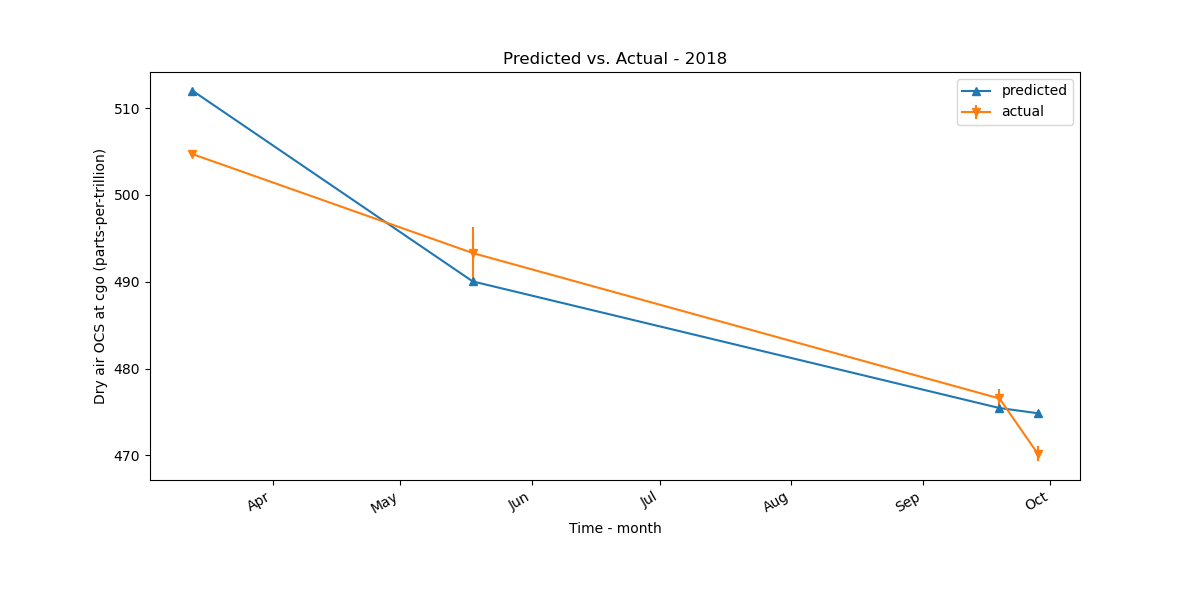 Predicted vs. Actual - 2018
predicted
actual
Dry air OCS at cgo (parts-per-trillion)
510
500
490
480
470
Apr
May
Jun
Jul
Aug
Sep
Oct
Time - month